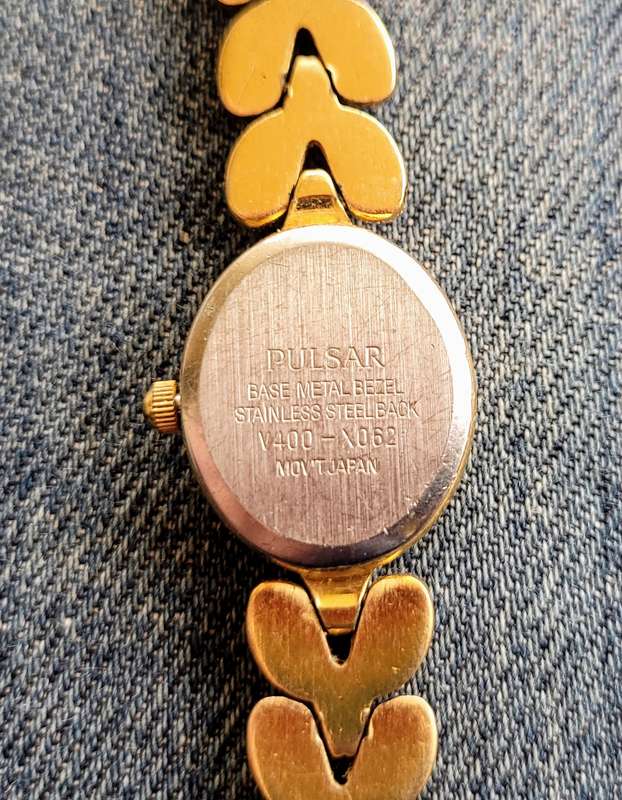 PULSAR
BASE METAL BEZEL
STAINLESS STEEL BACK
V400-X062
MOV'T JAPAN